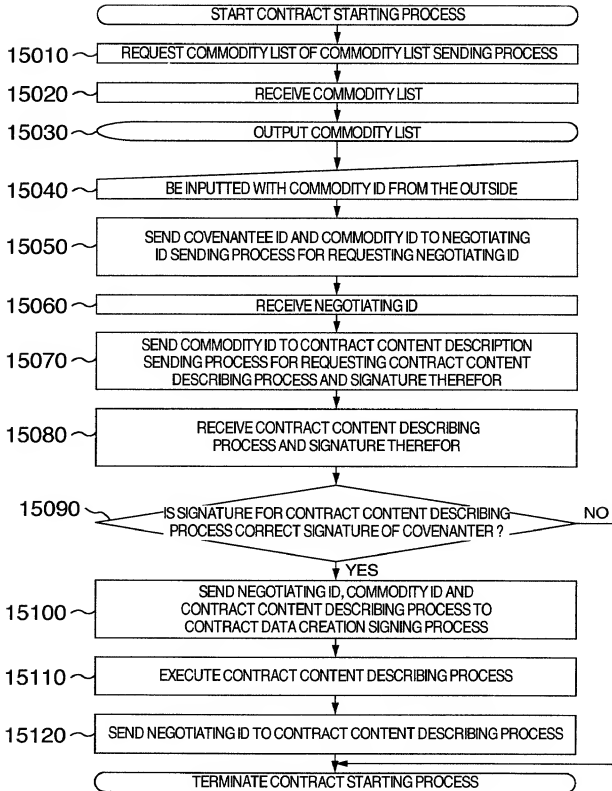 START CONTRACT STARTING PROCESS
15010 REQUEST COMMODITY LIST OF COMMODITY LIST SENDING PROCESS
15020 RECEIVE COMMODITY LIST
15030 OUTPUT COMMODITY LIST
15040 BE INPUTTED WITH COMMODITY ID FROM THE OUTSIDE
15050 SEND COVENANTEE ID AND COMMODITY ID TO NEGOTIATING
ID SENDING PROCESS FOR REQUESTING NEGOTIATING ID
15060 RECEIVE NEGOTIATING ID
15070 SEND COMMODITY ID TO CONTRACT CONTENT DESCRIPTION
SENDING PROCESS FOR REQUESTING CONTRACT CONTENT
DESCRIBING PROCESS AND SIGNATURE THEREFOR
15080 RECEIVE CONTRACT CONTENT DESCRIBING
PROCESS AND SIGNATURE THEREFOR
15090 IS SIGNATURE FOR CONTRACT CONTENT DESCRIBING
PROCESS CORRECT SIGNATURE OF COVENANTER ?
NO
YES
15100 SEND NEGOTIATING ID, COMMODITY ID AND
CONTRACT CONTENT DESCRIBING PROCESS TO
CONTRACT DATA CREATION SIGNING PROCESS
15110 EXECUTE CONTRACT CONTENT DESCRIBING PROCESS
15120 SEND NEGOTIATING ID TO CONTRACT CONTENT DESCRIBING PROCESS
TERMINATE CONTRACT STARTING PROCESS